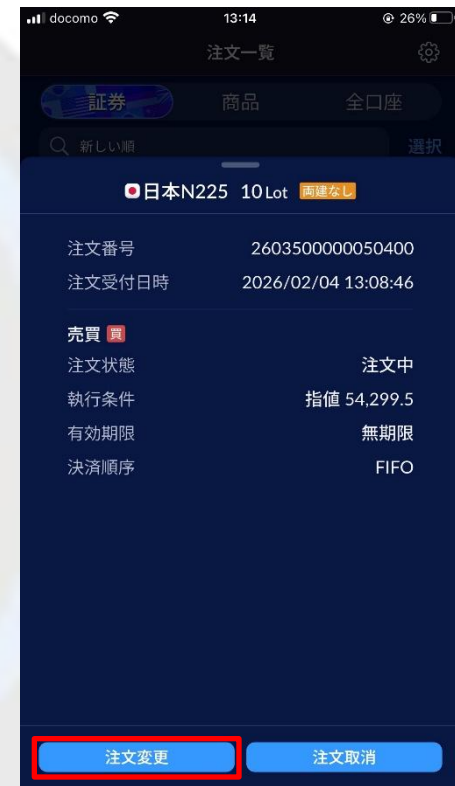 docomo 13:14 26%
注文一覧
証券 商品 全口座
新しい順 選択
日本N225 10 Lot 両建なし
注文番号 2603500000050400
注文受付日時 2026/02/04 13:08:46
売買 買
注文状態 注文中
執行条件 指値 54,299.5
有効期限 無期限
決済順序 FIFO
注文変更 注文取消